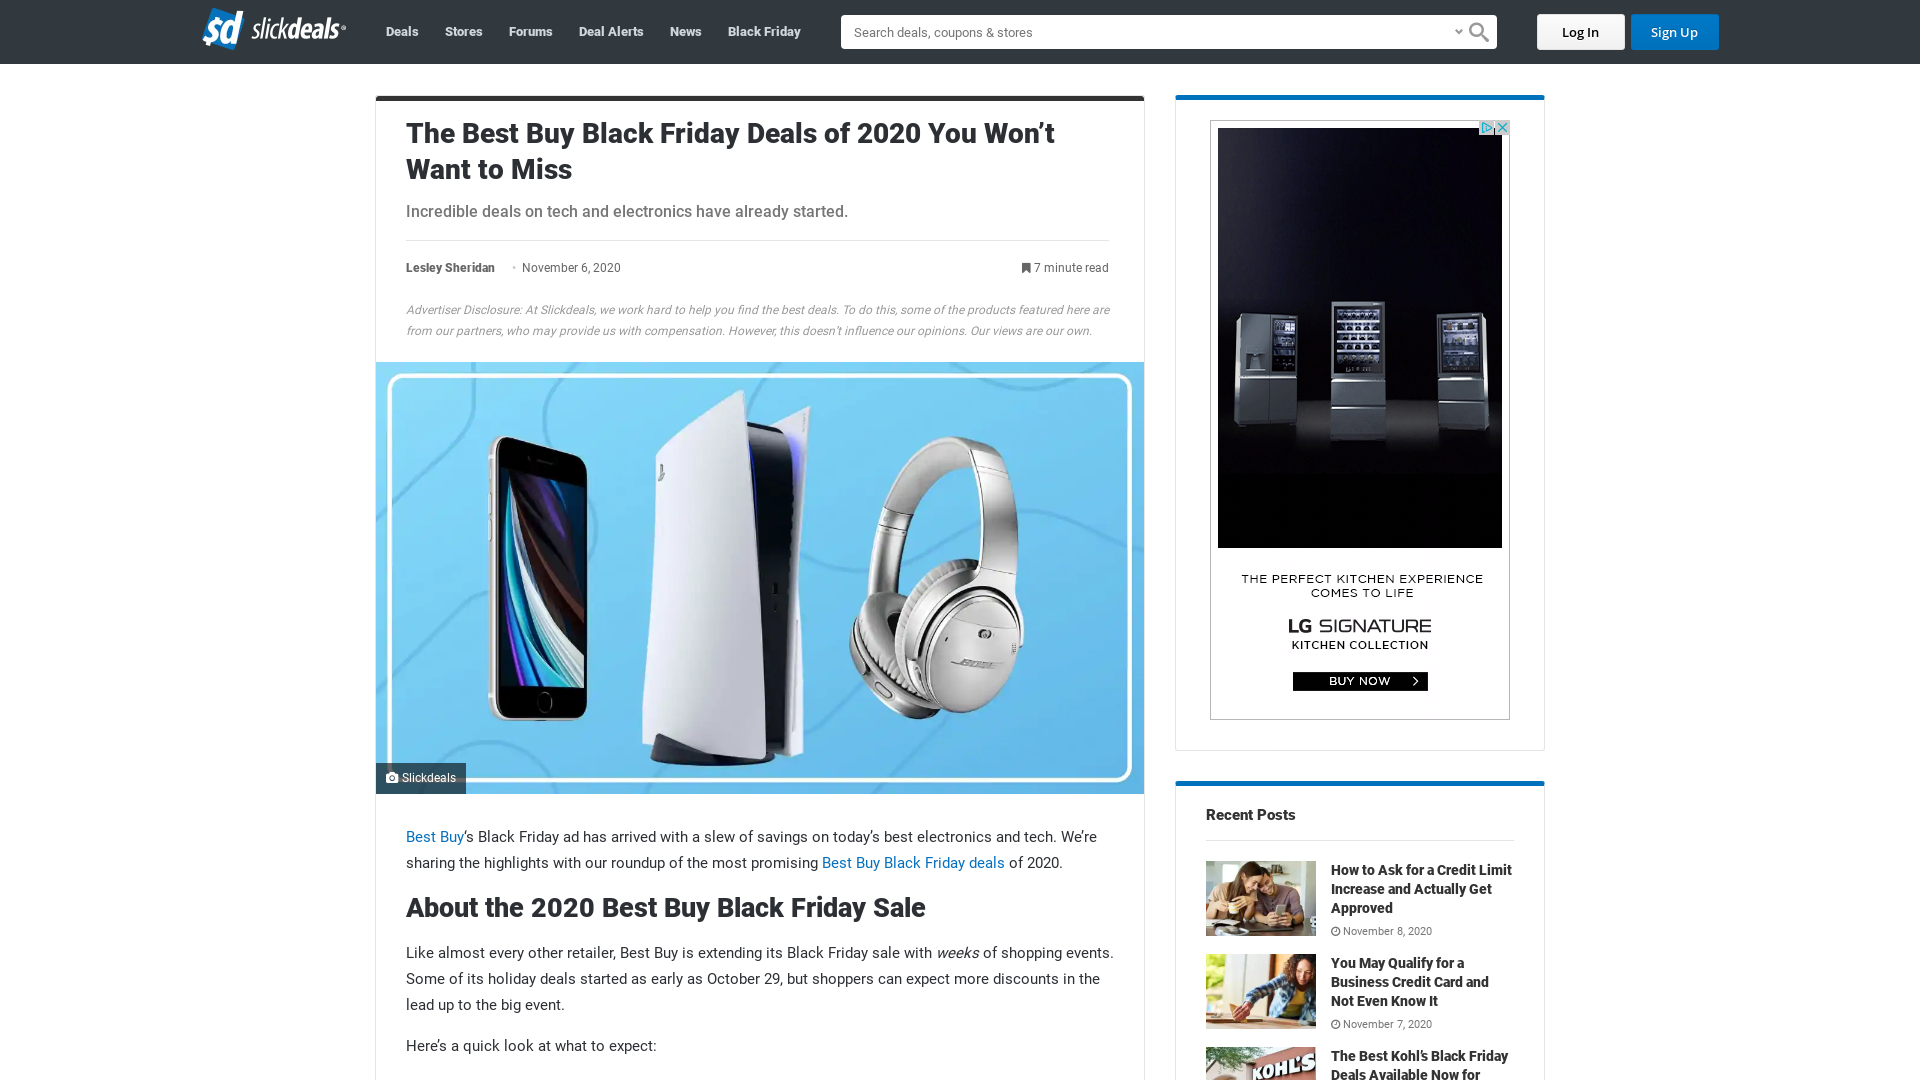 $d slickdeals®
Deals
Stores
Forums
Deal Alerts
News
Black Friday
Search deals, coupons & stores
Log In
Sign Up
The Best Buy Black Friday Deals of 2020 You Won’t
Want to Miss
Incredible deals on tech and electronics have already started.
Lesley Sheridan • November 6, 2020
7 minute read
Advertiser Disclosure: At Slickdeals, we work hard to help you find the best deals. To do this, some of the products featured here are
from our partners, who may provide us with compensation. However, this doesn’t influence our opinions. Our views are our own.
BOSE
Slickdeals
Best Buy‘s Black Friday ad has arrived with a slew of savings on today’s best electronics and tech. We’re
sharing the highlights with our roundup of the most promising Best Buy Black Friday deals of 2020.
About the 2020 Best Buy Black Friday Sale
Like almost every other retailer, Best Buy is extending its Black Friday sale with weeks of shopping events.
Some of its holiday deals started as early as October 29, but shoppers can expect more discounts in the
lead up to the big event.
Here’s a quick look at what to expect:
THE PERFECT KITCHEN EXPERIENCE
COMES TO LIFE
LG SIGNATURE
KITCHEN COLLECTION
BUY NOW
Recent Posts
How to Ask for a Credit Limit
Increase and Actually Get
Approved
November 8, 2020
You May Qualify for a
Business Credit Card and
Not Even Know It
November 7, 2020
KOHL'S
The Best Kohl’s Black Friday
Deals Available Now for